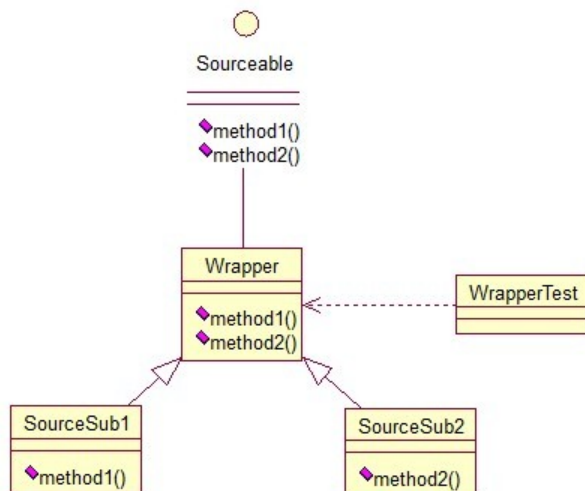 Sourceable
method1()
method2()
Wrapper
method1()
method2()
WrapperTest
SourceSub1
method1()
SourceSub2
method2()